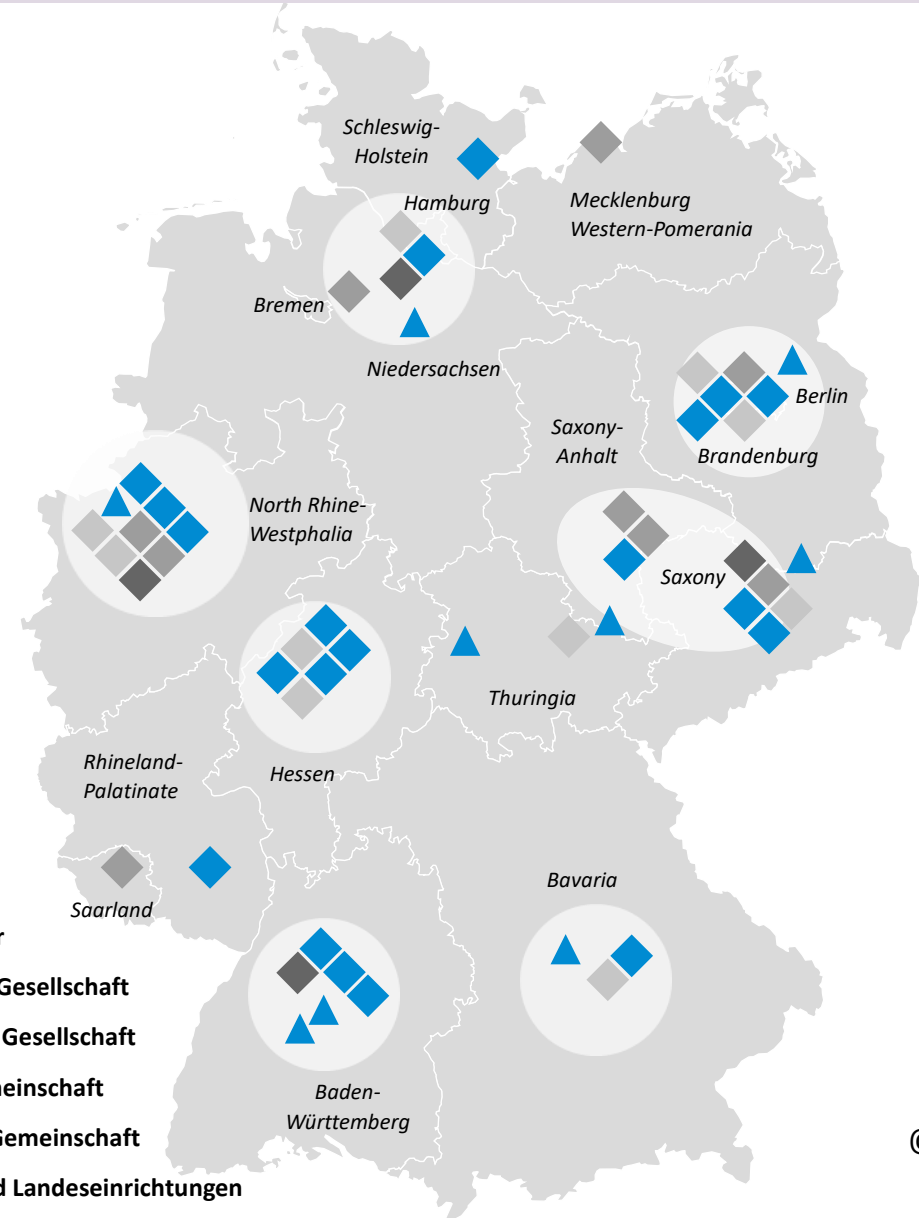 Schleswig-
Holstein
Hamburg
Mecklenburg
Western-Pomerania
Bremen
Niedersachsen
Berlin
Saxony-
Anhalt
Brandenburg
North Rhine-
Westphalia
Saxony
Thuringia
Rhineland-
Palatinate
Hessen
Bavaria
Saarland
Gesellschaft
Gesellschaft
Baden-
Württemberg
Gemeinschaft
Landeseinrichtungen